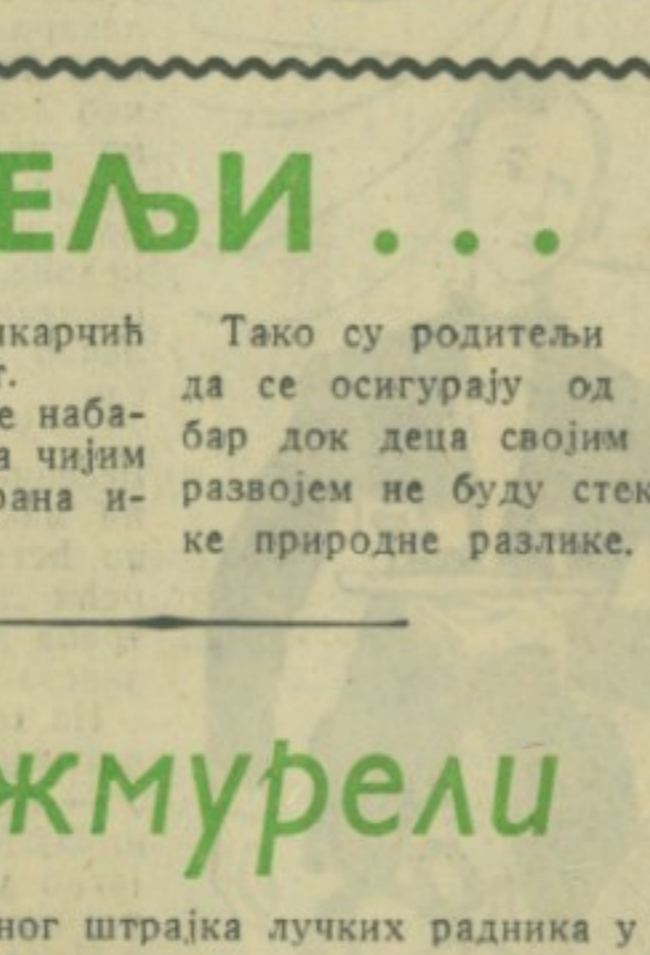 ЕЉИ...
икарчић
г.
е наба-
а чијим
рана и-
Тако су родитељи
да се осигурају од
бар док деца својим
развојем не буду стек
ке природне разлике.
жмурели
ног штрајка лучких радника у